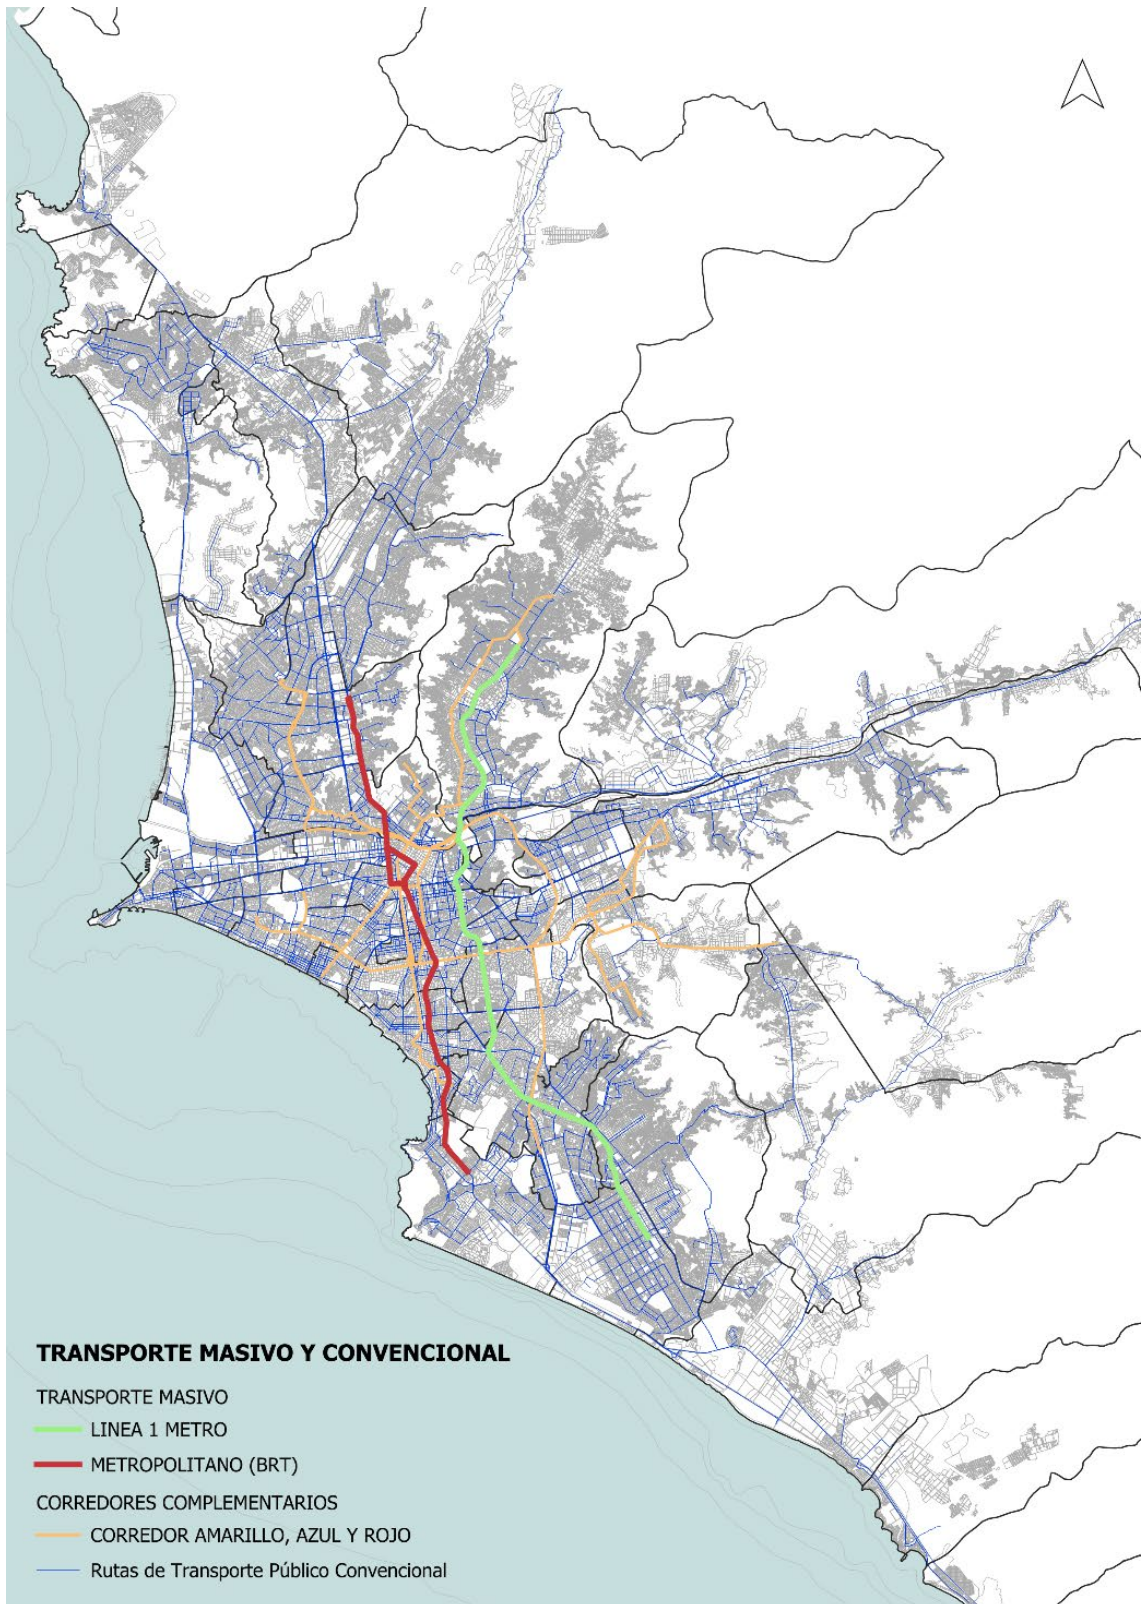 TRANSPORTE MASIVO Y CONVENCIONAL
TRANSPORTE MASIVO
LINEA 1 METRO
METROPOLITANO (BRT)
CORREDORES COMPLEMENTARIOS
CORREDOR AMARILLO, AZUL Y ROJO
Rutas de Transporte Público Convencional